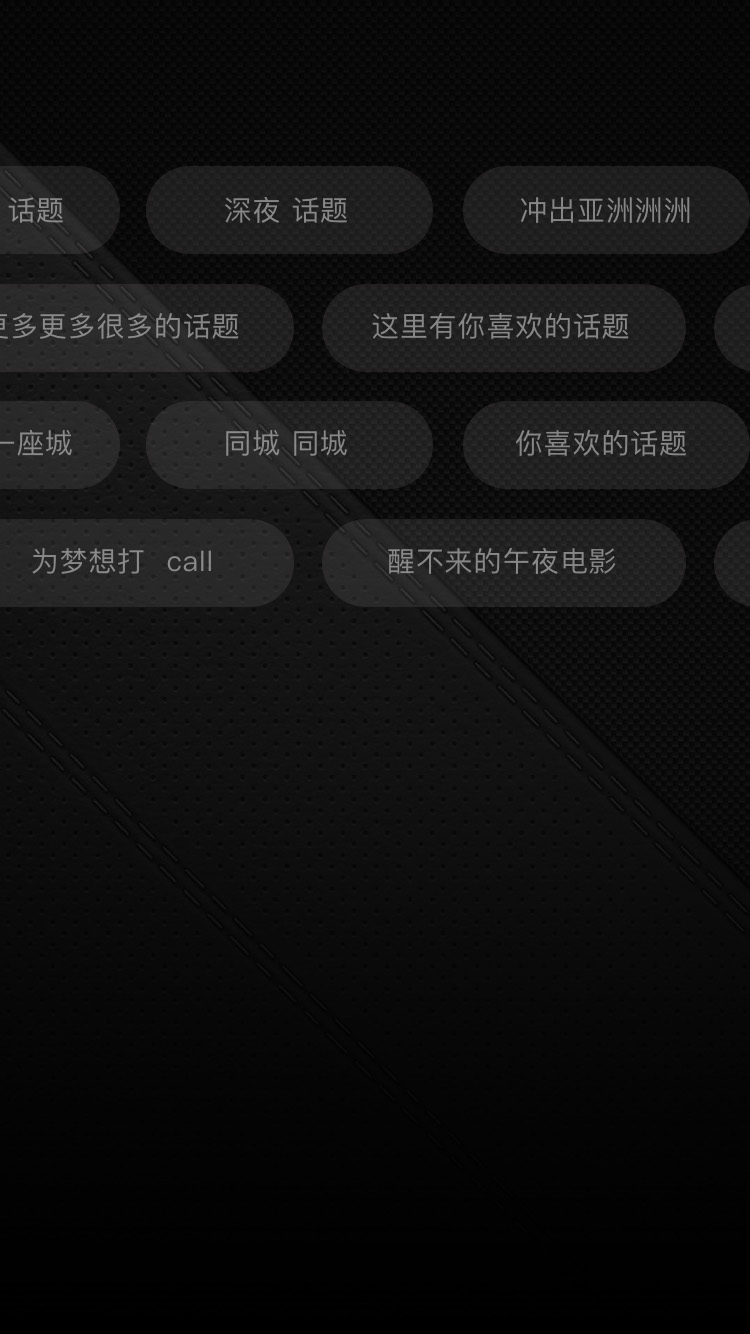 话题 深夜 话题 冲出亚洲洲洲
更多更多很多的话题 这里有你喜欢的话题
一座城 同城 同城 你喜欢的话题
为梦想打 call 醒不来的午夜电影